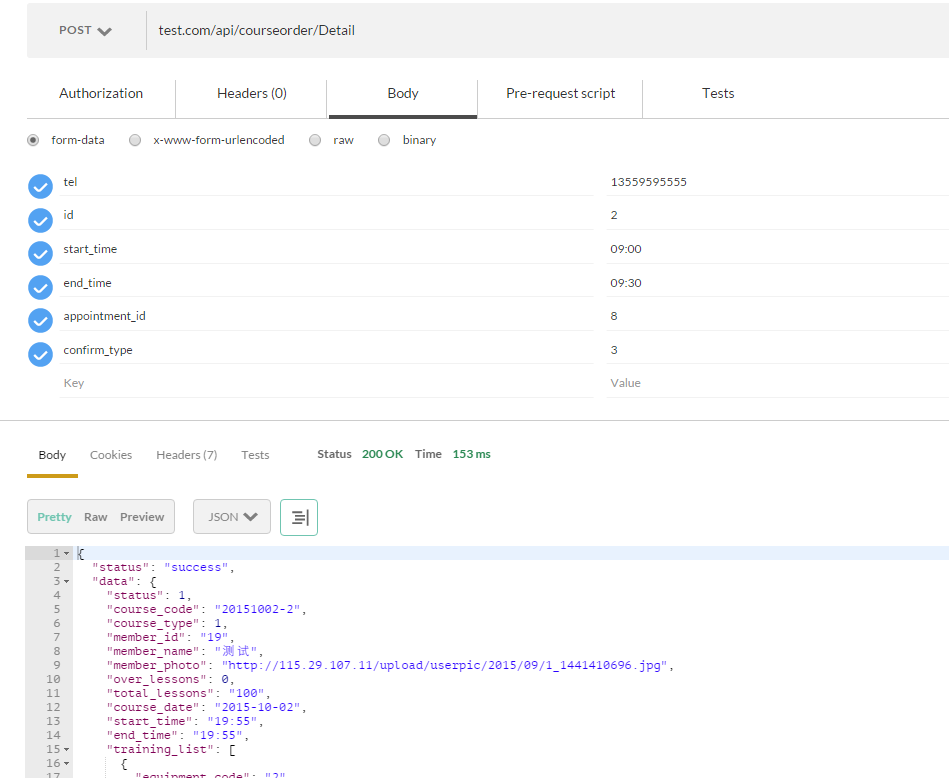 POST test.com/api/courseorder/Detail
Authorization Headers (0) Body Pre-request script Tests
form-data x-www-form-urlencoded raw binary
tel 13559595555
id 2
start_time 09:00
end_time 09:30
appointment_id 8
confirm_type 3
Key Value
Body Cookies Headers (7) Tests Status 200 OK Time 153 ms
Pretty Raw Preview JSON
1 {
2 "status": "success",
3 "data": {
4 "status": 1,
5 "course_code": "20151002-2",
6 "course_type": 1,
7 "member_id": "19",
8 "member_name": "测试",
9 "member_photo": "http://115.29.107.11/upload/userpic/2015/09/1_1441410696.jpg",
10 "over_lessons": 0,
11 "total_lessons": "100",
12 "course_date": "2015-10-02",
13 "start_time": "19:55",
14 "end_time": "19:55",
15 "training_list": [
16 {
17 "equipment_code": "2"